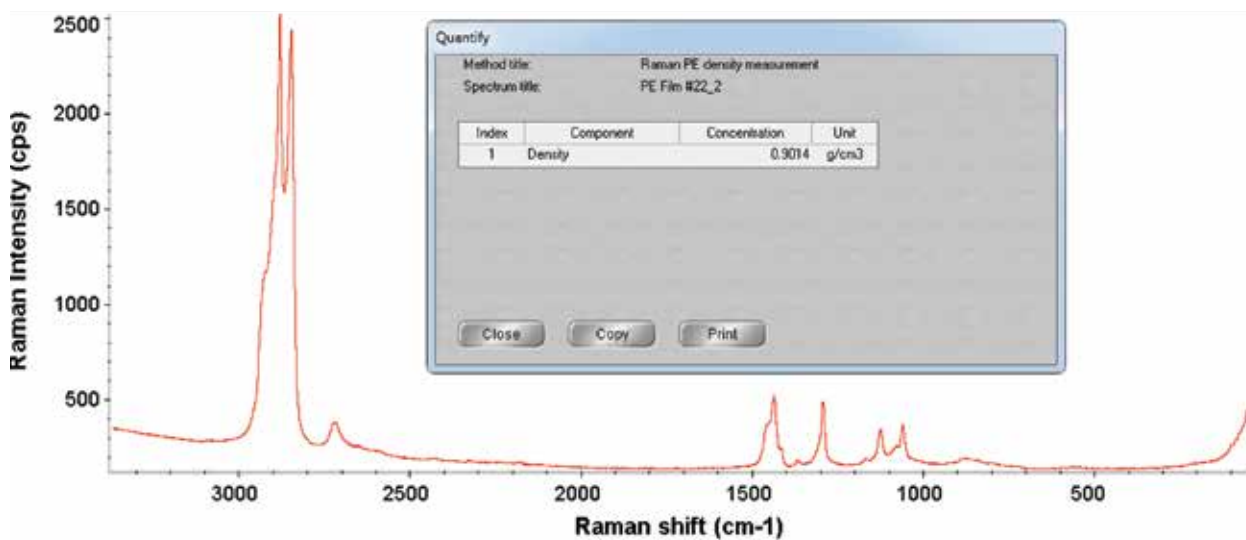 Raman Intensity (cps)
2500
2000
1500
1000
500
Quantify
Method title: Raman PE density measurement
Spectrum title: PE Film #22_2
Index Component Concentration Unit
1 Density 0.9014 g/cm3
Close Copy Print
3000 2500 2000 1500 1000 500
Raman shift (cm-1)